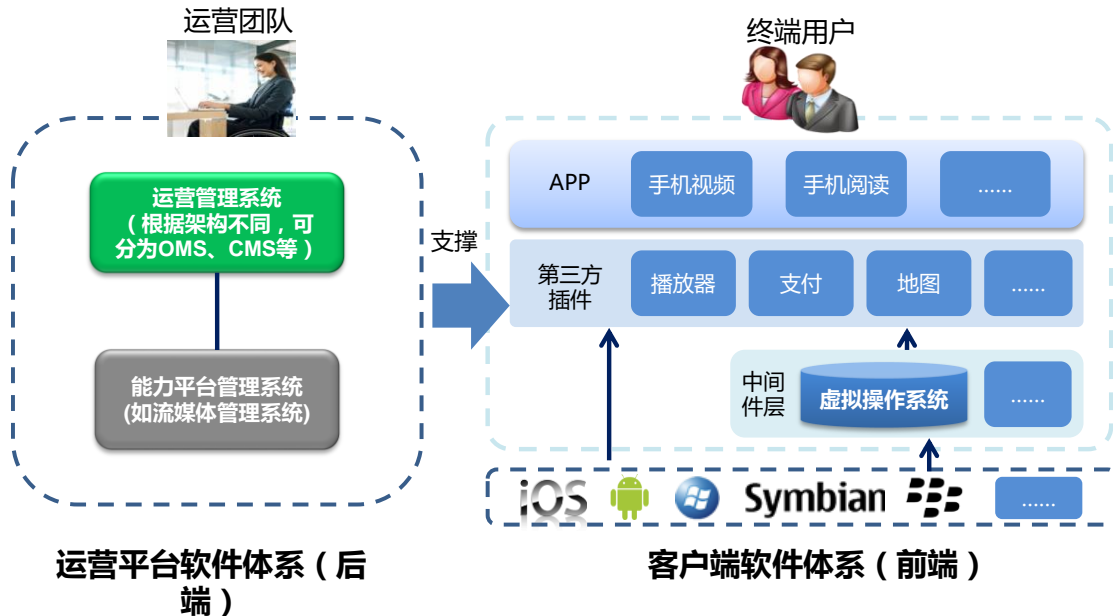 运营团队
运营管理系统
（根据架构不同，可
分为OMS、CMS等）
能力平台管理系统
(如流媒体管理系统)
运营平台软件体系（后
端）
支撑
终端用户
APP
手机视频
手机阅读
......
第三方
插件
播放器
支付
地图
......
中间
件层
虚拟操作系统
......
iOS
Symbian
......
客户端软件体系（前端）